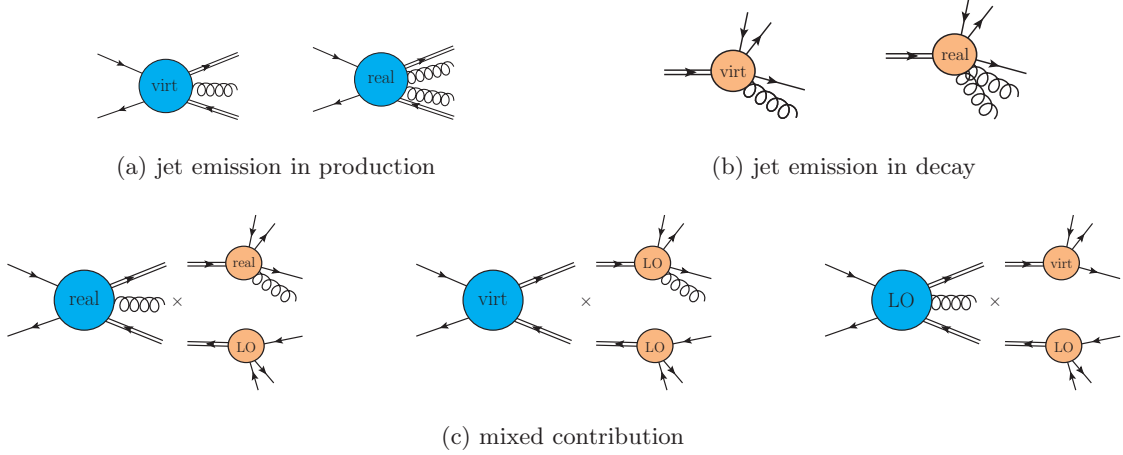 virt
real
virt
real
(a) jet emission in production
(b) jet emission in decay
real
×
real
LO
virt
×
LO
LO
LO
×
virt
LO
(c) mixed contribution